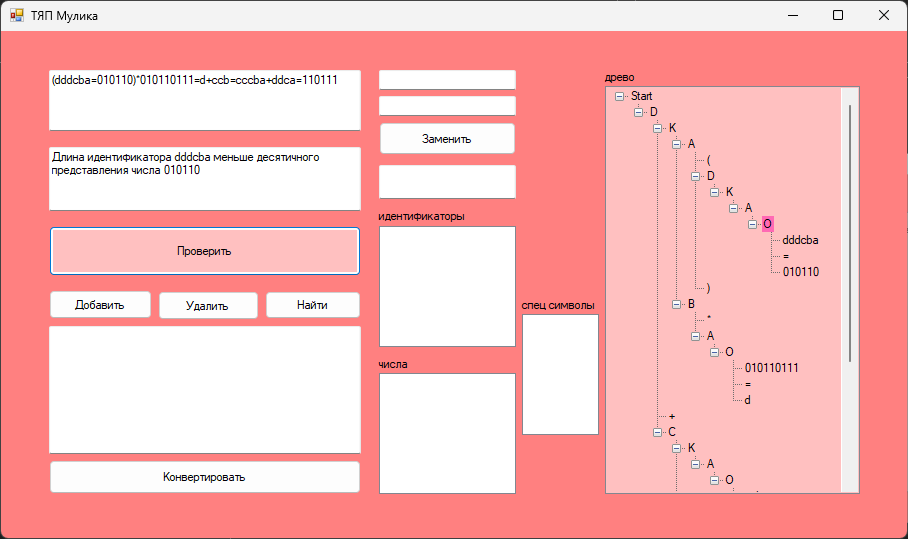 ТЯП Мулика
(dddcba=010110)*010110111=d+ccb=cccba+ddca=110111
Длина идентификатора dddcba меньше десятичного
представления числа 010110
Проверить
Добавить
Удалить
Найти
Конвертировать
Заменить
идентификаторы
числа
спец символы
древо
Start
D
K
A
(
D
K
A
O
dddcba
=
010110
)
B
*
A
O
010110111
=
d
+
C
K
A
O